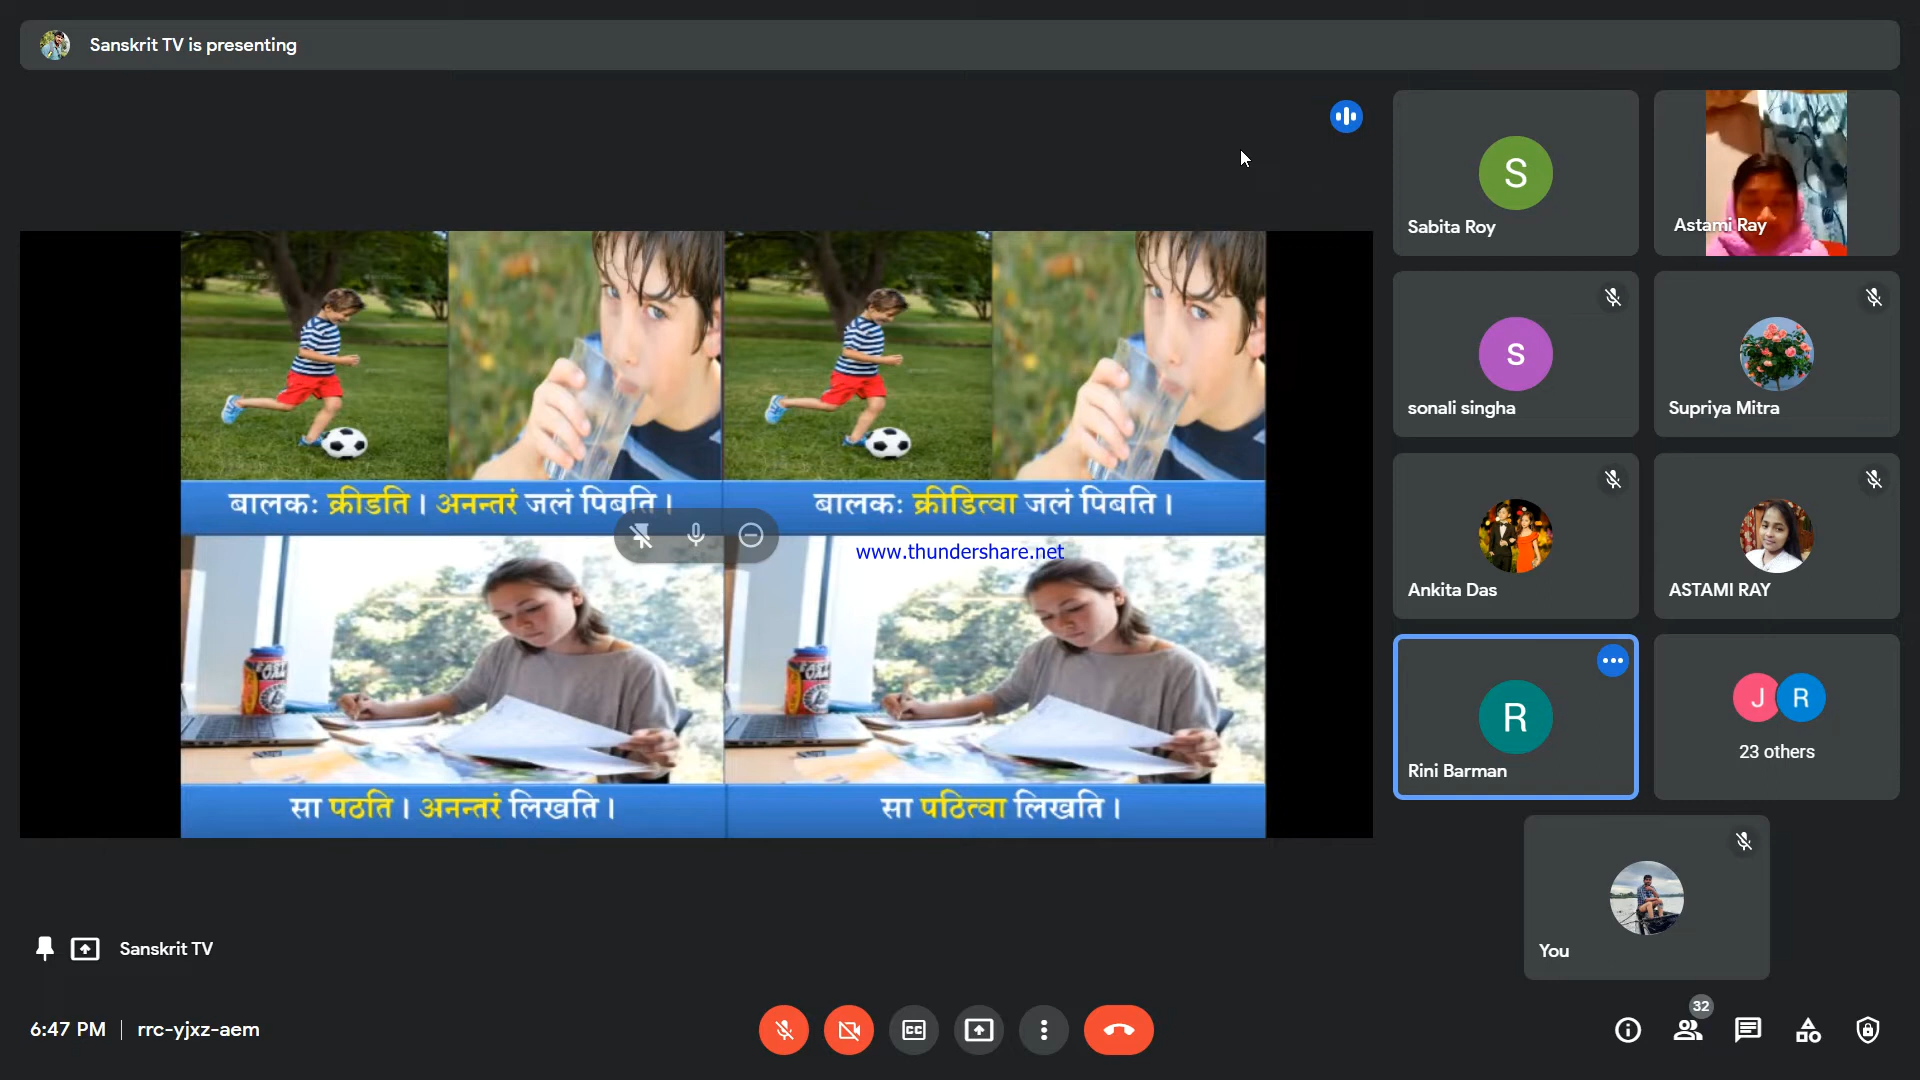 Sanskrit TV is presenting
S
Sabita Roy
Astami Ray
s
sonali singha
Supriya Mitra
बालकः क्रीडति । अनन्तरं जलं पिबति ।
बालकः क्रीडित्वा जलं पिबति ।
www.thundershare.net
Ankita Das
ASTAMI RAY
R
Rini Barman
J R
23 others
सा पठति । अनन्तरं लिखति ।
सा पठित्वा लिखति ।
You
Sanskrit TV
6:47 PM | rrc-yjxz-aem
CC
32